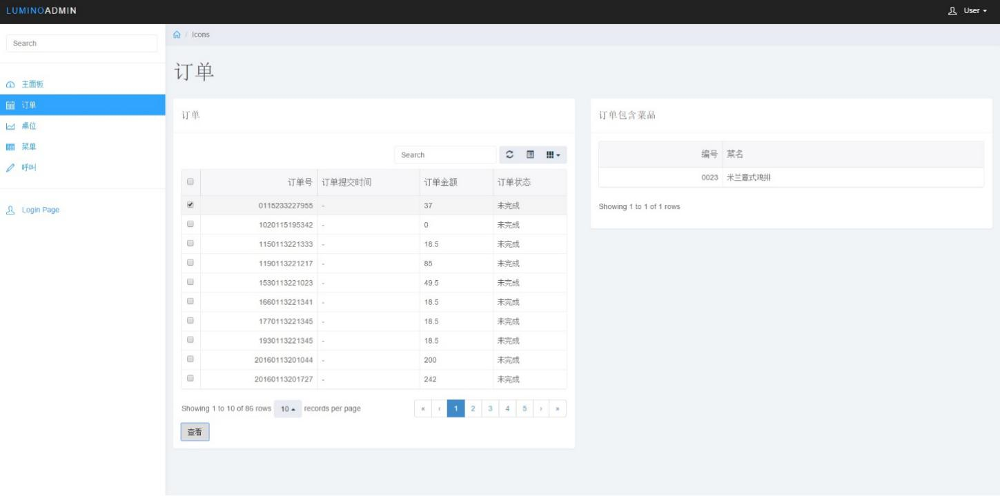 LUMINOADMIN
User
Search
主面板
订单
桌位
菜单
呼叫
Login Page
/ Icons
订单
订单
Search
订单号 订单提交时间 订单金额 订单状态
0115233227955 - 37 未完成
1020115195342 - 0 未完成
1150113221333 - 18.5 未完成
1190113221217 - 85 未完成
1530113221023 - 49.5 未完成
1660113221341 - 18.5 未完成
1770113221345 - 18.5 未完成
1930113221345 - 18.5 未完成
20160113201044 - 200 未完成
20160113201727 - 242 未完成
Showing 1 to 10 of 86 rows 10 records per page
« ‹ 1 2 3 4 5 › »
查看
订单包含菜品
编号 菜名
0023 米兰意式鸡排
Showing 1 to 1 of 1 rows